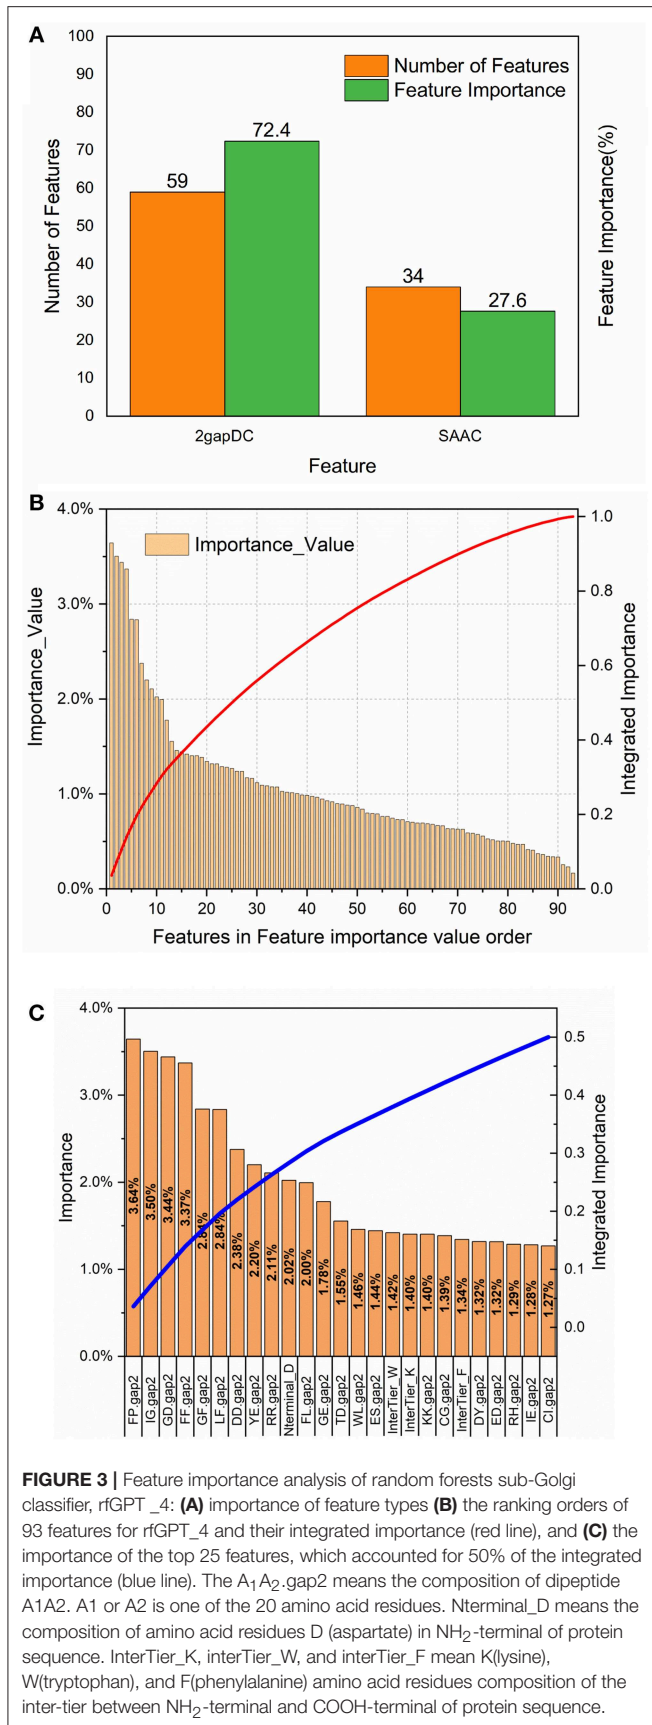 A
100
90
80
70
60
50
40
30
20
10
0
Number of Features
Number of Features
Feature Importance
59
72.4
34
27.6
Feature Importance(%)
2gapDC
SAAC
Feature
B
4.0%
3.0%
2.0%
1.0%
0.0%
Importance_Value
Importance_Value
1.0
0.8
0.6
0.4
0.2
0.0
Integrated Importance
0 10 20 30 40 50 60 70 80 90
Features in Feature importance value order
C
4.0%
3.0%
2.0%
1.0%
0.0%
Importance
3.64%
3.50%
3.44%
3.37%
2.84%
2.84%
2.38%
2.20%
2.11%
2.02%
2.00%
1.78%
1.55%
1.46%
1.44%
1.42%
1.40%
1.40%
1.39%
1.34%
1.32%
1.32%
1.29%
1.28%
1.27%
0.5
0.4
0.3
0.2
0.1
0.0
Integrated Importance
FP.gap2
IG.gap2
GD.gap2
FF.gap2
GF.gap2
LF.gap2
DD.gap2
YE.gap2
RR.gap2
Nterminal_D
FL.gap2
GE.gap2
TD.gap2
WL.gap2
ES.gap2
InterTier_W
InterTier_K
KK.gap2
CG.gap2
InterTier_F
DY.gap2
ED.gap2
RH.gap2
IE.gap2
CI.gap2
FIGURE 3 | Feature importance analysis of random forests sub-Golgi
classifier, rfGPT _4: (A) importance of feature types (B) the ranking orders of
93 features for rfGPT_4 and their integrated importance (red line), and (C) the
importance of the top 25 features, which accounted for 50% of the integrated
importance (blue line). The A₁A₂.gap2 means the composition of dipeptide
A1A2. A1 or A2 is one of the 20 amino acid residues. Nterminal_D means the
composition of amino acid residues D (aspartate) in NH₂-terminal of protein
sequence. InterTier_K, interTier_W, and interTier_F mean K(lysine),
W(tryptophan), and F(phenylalanine) amino acid residues composition of the
inter-tier between NH₂-terminal and COOH-terminal of protein sequence.